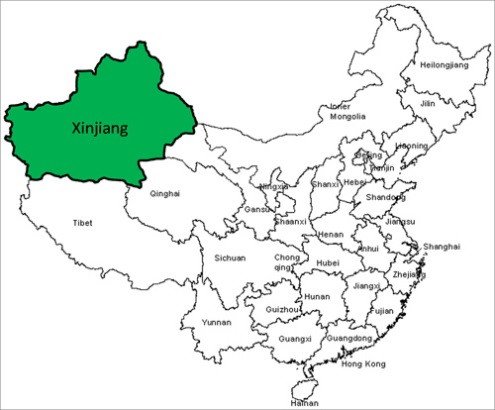 Heilongjiang
Jilin
Inner
Mongolia
Xinjiang
Liaoning
Beijing
Tianjin
Ningxia
Shanxi
Hebei
Qinghai
Shandong
Gansu
Tibet
Shaanxi
Jiangsu
Henan
Anhui
Shanghai
Sichuan
Chong
qing
Hubei
Zhejiang
Jiangxi
Hunan
Guizhou
Fujian
Yunnan
Guangxi
Guangdong
Hong Kong
Hainan